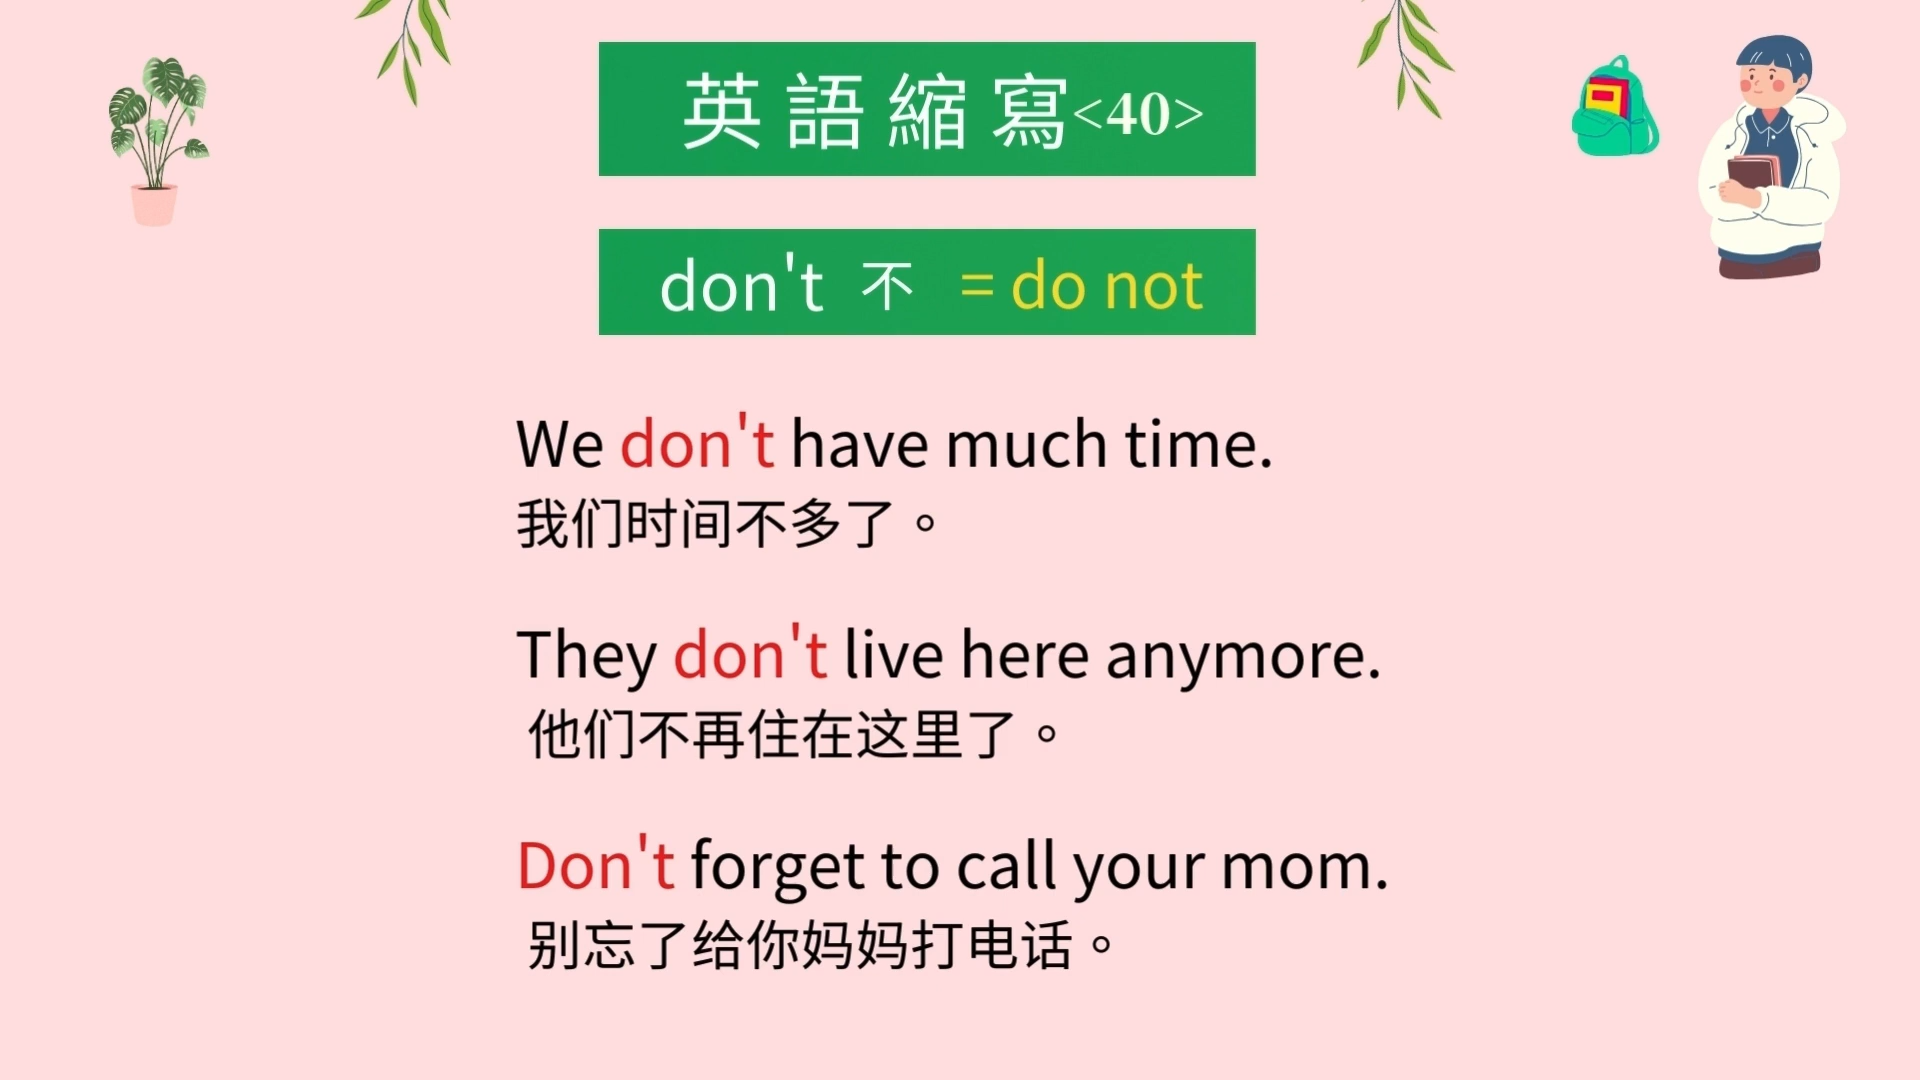 英語縮寫<40>
don't 不 = do not
We don't have much time.
我们时间不多了。
They don't live here anymore.
他们不再住在这里了。
Don't forget to call your mom.
别忘了给你妈妈打电话。